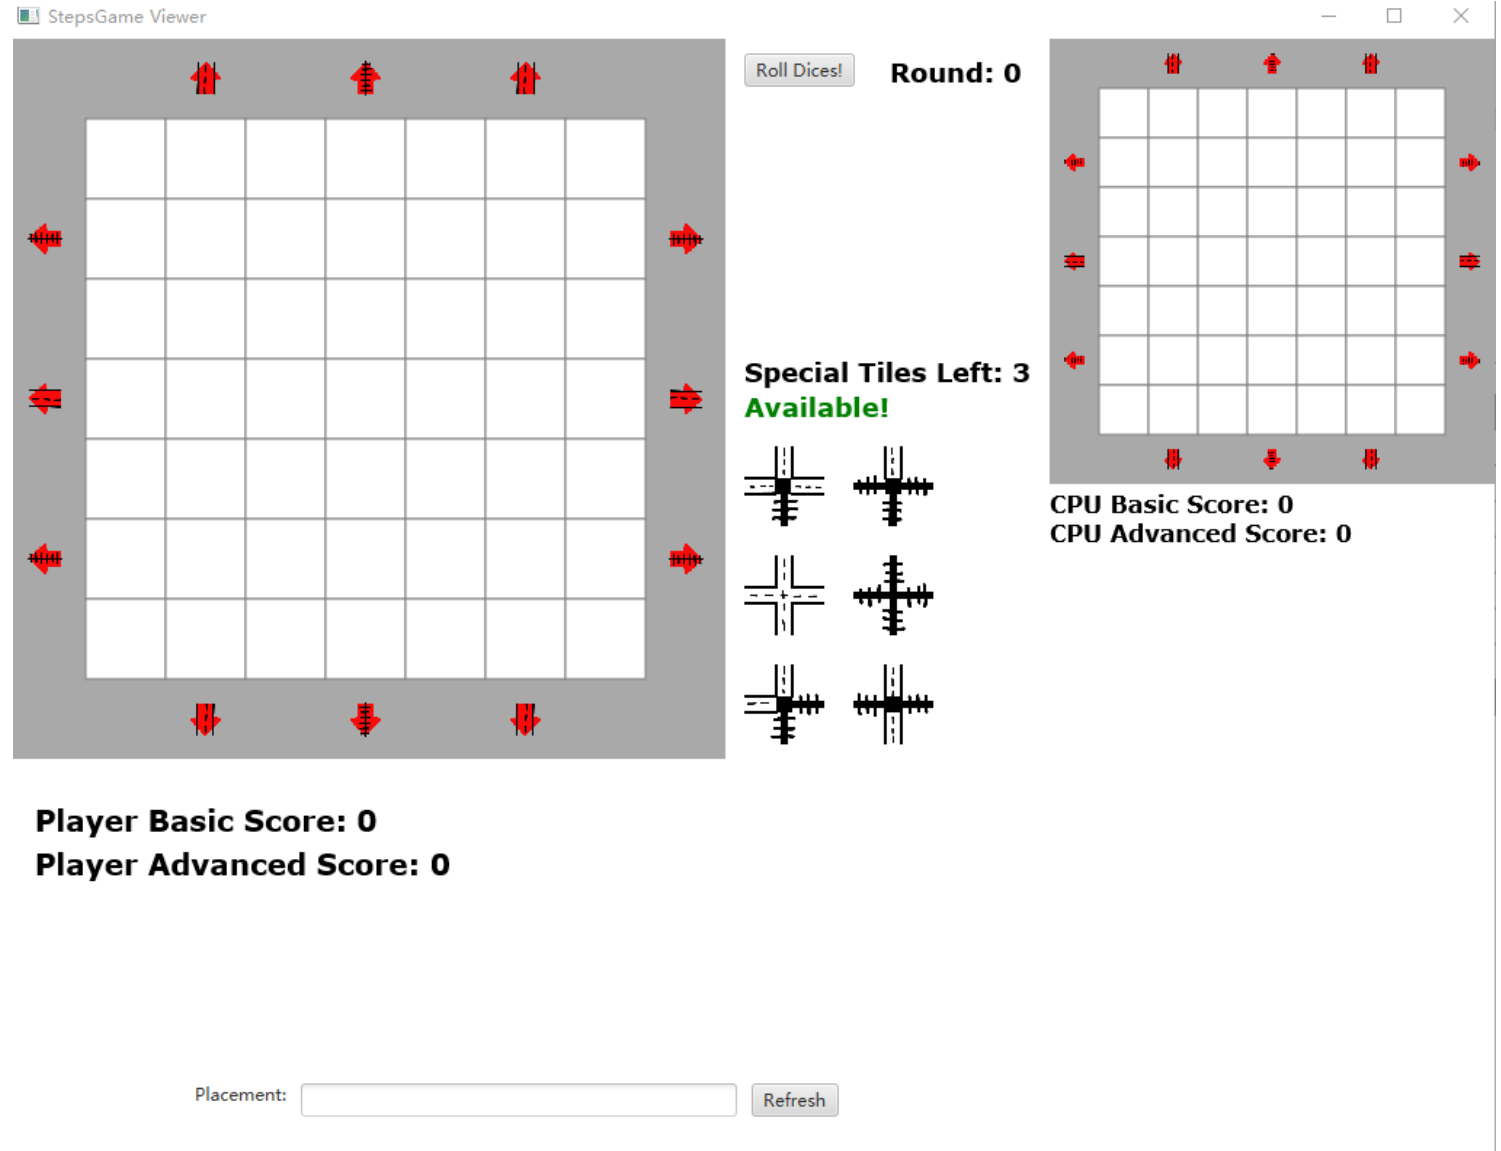 StepsGame Viewer
Roll Dices!
Round: 0
Special Tiles Left: 3
Available!
CPU Basic Score: 0
CPU Advanced Score: 0
Player Basic Score: 0
Player Advanced Score: 0
Placement:
Refresh